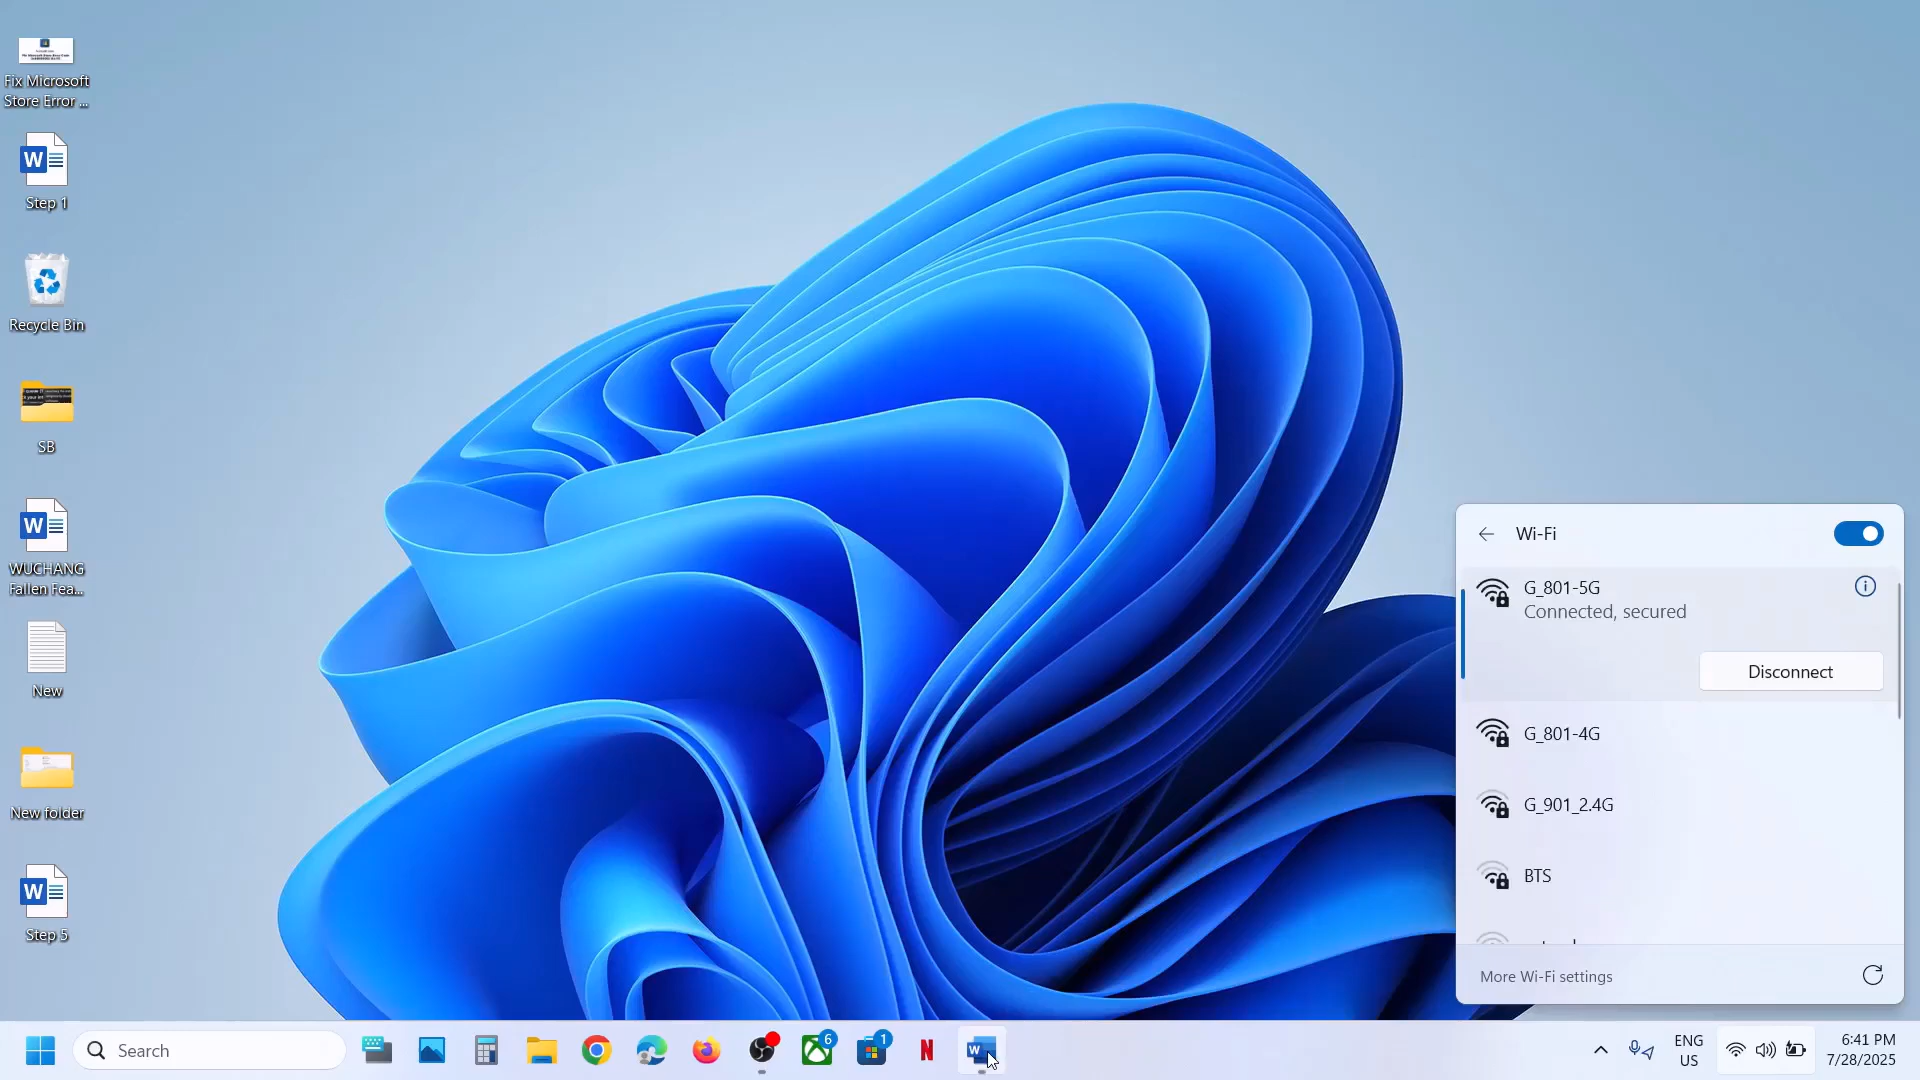 Fix Microsoft
Store Error ...
Step 1
Recycle Bin
SB
WUCHANG
Fallen Fea...
New
New folder
Step 5
Wi-Fi
G_801-5G
Connected, secured
Disconnect
G_801-4G
G_901_2.4G
BTS
More Wi-Fi settings
Search
6
1
ENG
US
6:41 PM
7/28/2025